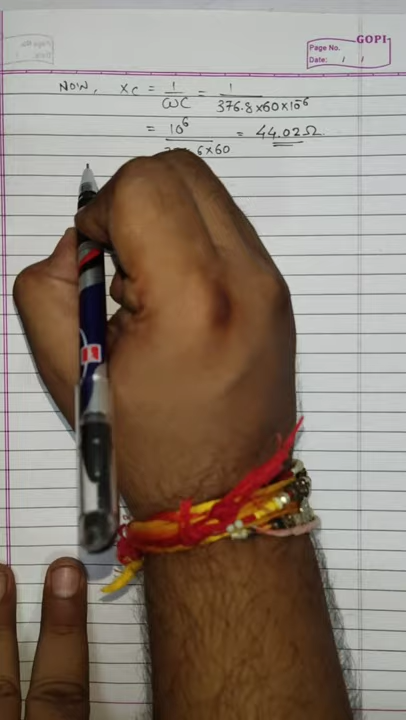 GOPI
Page No.
Date: / /
NOW, Xc = 1/ωC = 1/376.8×60×10⁻⁶
= 10⁶/ 6×60 = 44.02Ω